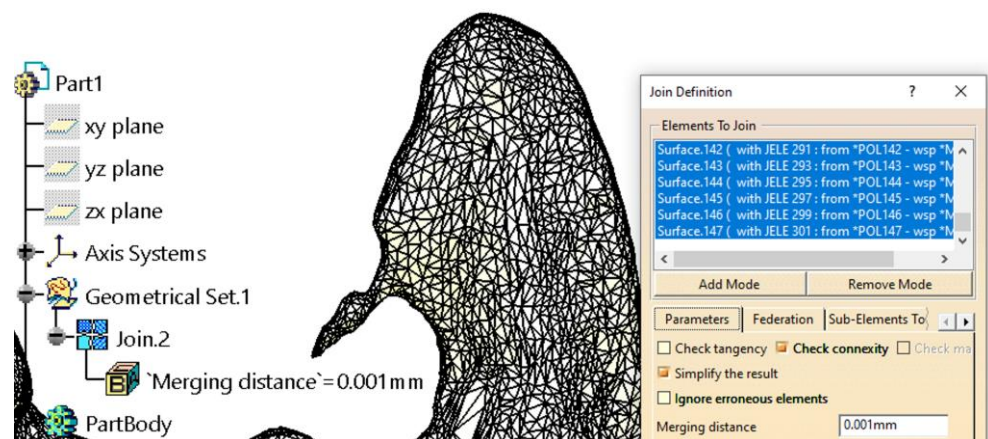 Part1
xy plane
yz plane
zx plane
Axis Systems
Geometrical Set.1
Join.2
`Merging distance`=0.001mm
PartBody
Join Definition
? X
Elements To Join
Surface.142 ( with JELE 291 : from *POL142 - wsp *M
Surface.143 ( with JELE 293 : from *POL143 - wsp *M
Surface.144 ( with JELE 295 : from *POL144 - wsp *M
Surface.145 ( with JELE 297 : from *POL145 - wsp *M
Surface.146 ( with JELE 299 : from *POL146 - wsp *M
Surface.147 ( with JELE 301 : from *POL147 - wsp *M
Add Mode Remove Mode
Parameters Federation Sub-Elements To
Check tangency Check connexity Check ma
Simplify the result
Ignore erroneous elements
Merging distance 0.001mm